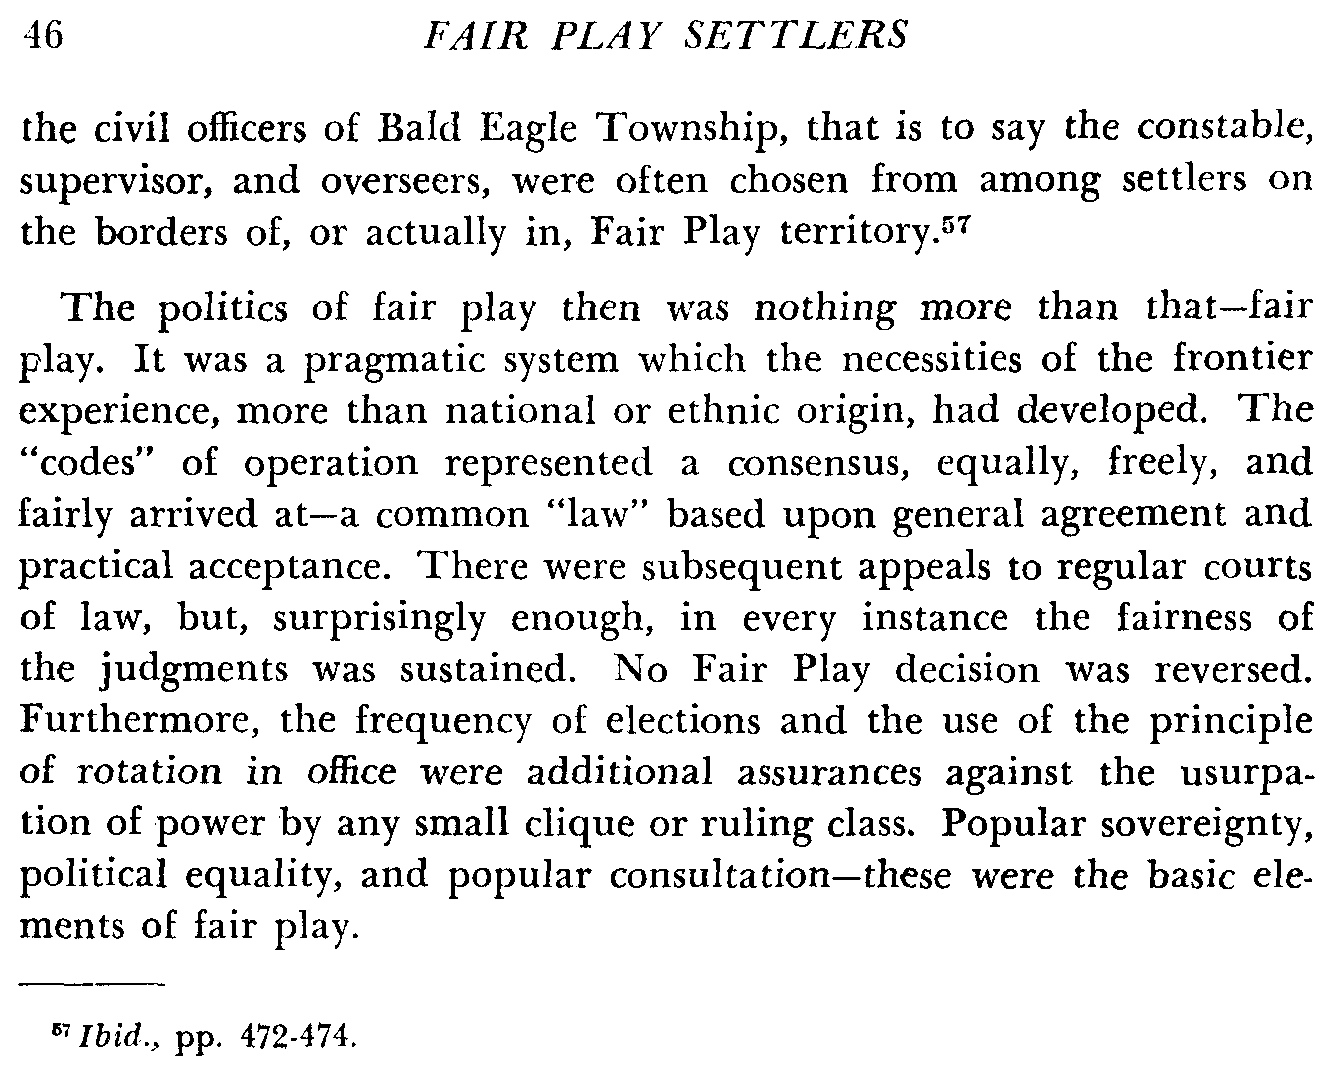 46 FAIR PLAY SETTLERS
the civil officers of Bald Eagle Township, that is to say the constable,
supervisor, and overseers, were often chosen from among settlers on
the borders of, or actually in, Fair Play territory.⁵⁷
The politics of fair play then was nothing more than that—fair
play. It was a pragmatic system which the necessities of the frontier
experience, more than national or ethnic origin, had developed. The
“codes” of operation represented a consensus, equally, freely, and
fairly arrived at—a common “law” based upon general agreement and
practical acceptance. There were subsequent appeals to regular courts
of law, but, surprisingly enough, in every instance the fairness of
the judgments was sustained. No Fair Play decision was reversed.
Furthermore, the frequency of elections and the use of the principle
of rotation in office were additional assurances against the usurpa-
tion of power by any small clique or ruling class. Popular sovereignty,
political equality, and popular consultation—these were the basic ele-
ments of fair play.
⁵⁷ Ibid., pp. 472-474.